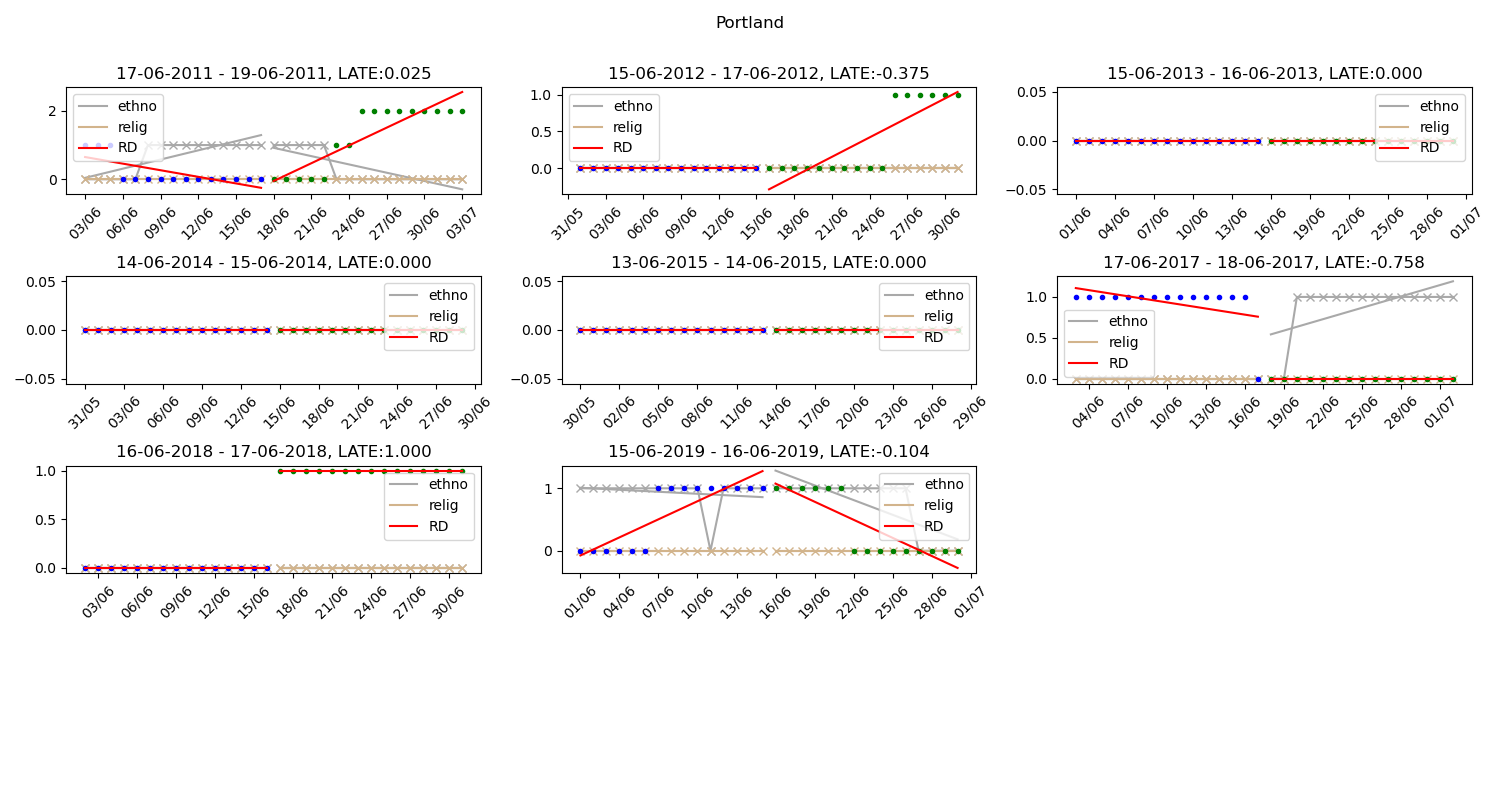 Portland
17-06-2011 - 19-06-2011, LATE:0.025
2
0
ethno
relig
RD
03/06 06/06 09/06 12/06 15/06 18/06 21/06 24/06 27/06 30/06 03/07
15-06-2012 - 17-06-2012, LATE:-0.375
1.0
0.5
0.0
ethno
relig
RD
31/05 03/06 06/06 09/06 12/06 15/06 18/06 21/06 24/06 27/06 30/06
15-06-2013 - 16-06-2013, LATE:0.000
0.05
0.00
−0.05
ethno
relig
RD
01/06 04/06 07/06 10/06 13/06 16/06 19/06 22/06 25/06 28/06 01/07
14-06-2014 - 15-06-2014, LATE:0.000
0.05
0.00
−0.05
ethno
relig
RD
31/05 03/06 06/06 09/06 12/06 15/06 18/06 21/06 24/06 27/06 30/06
13-06-2015 - 14-06-2015, LATE:0.000
0.05
0.00
−0.05
ethno
relig
RD
30/05 02/06 05/06 08/06 11/06 14/06 17/06 20/06 23/06 26/06 29/06
17-06-2017 - 18-06-2017, LATE:-0.758
1.0
0.5
0.0
ethno
relig
RD
04/06 07/06 10/06 13/06 16/06 19/06 22/06 25/06 28/06 01/07
16-06-2018 - 17-06-2018, LATE:1.000
1.0
0.5
0.0
ethno
relig
RD
03/06 06/06 09/06 12/06 15/06 18/06 21/06 24/06 27/06 30/06
15-06-2019 - 16-06-2019, LATE:-0.104
1
0
ethno
relig
RD
01/06 04/06 07/06 10/06 13/06 16/06 19/06 22/06 25/06 28/06 01/07